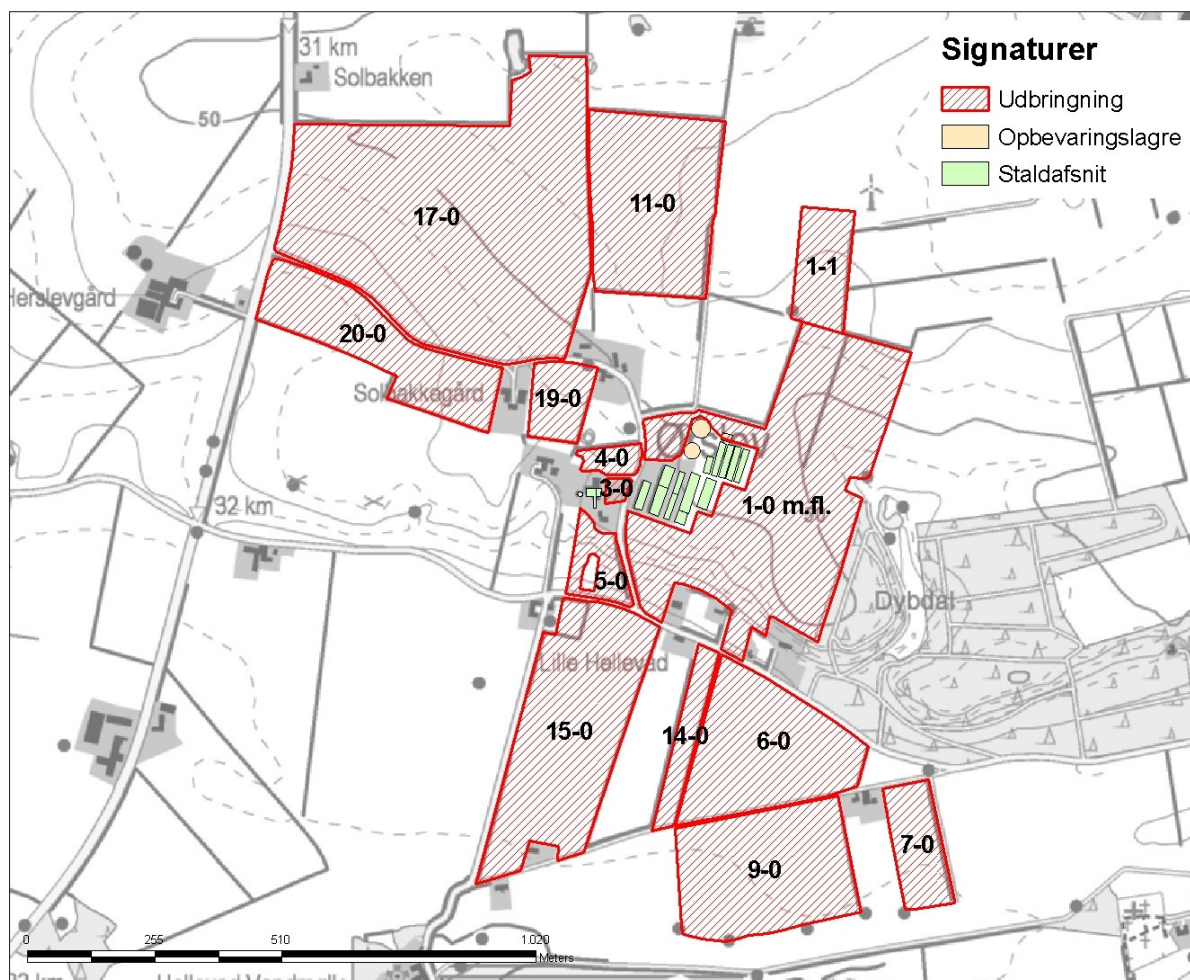 31 km
Solbakken
50
Signaturer
Udbringning
Opbevaringslagre
Staldafsnit
17-0
11-0
1-1
Herslevgård
20-0
Solbakkegård
19-0
4-0
3-0
1-0 m.fl.
32 km
5-0
Dybdal
Lille Hellevad
15-0
14-0
6-0
9-0
7-0
0 255 510 1.020
Meters